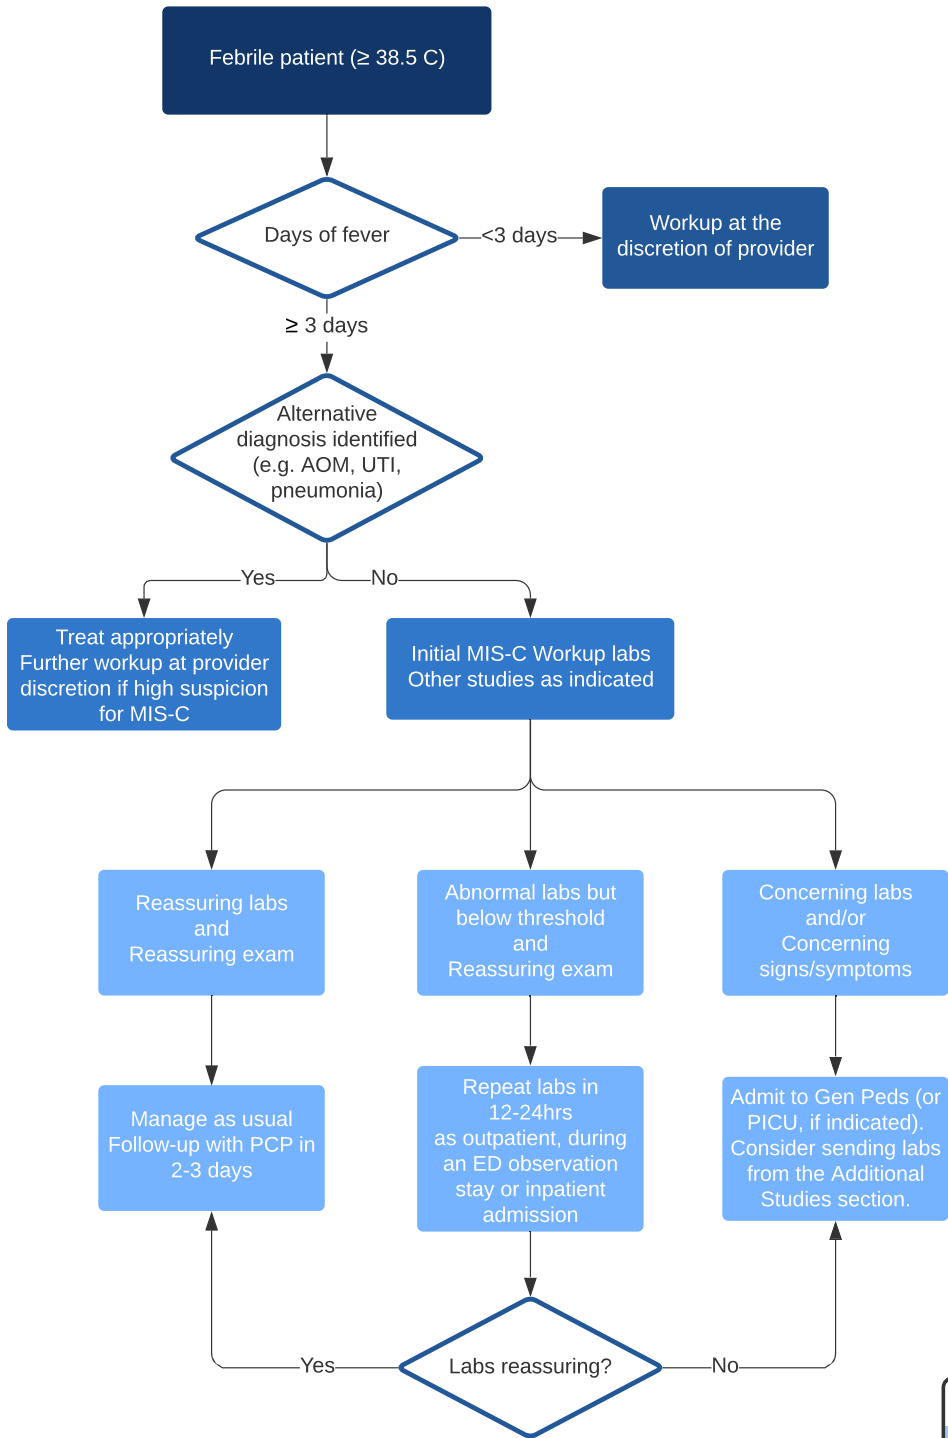 Febrile patient (≥ 38.5 C)
Days of fever
<3 days
Workup at the
discretion of provider
≥ 3 days
Alternative
diagnosis identified
(e.g. AOM, UTI,
pneumonia)
Yes
No
Treat appropriately
Further workup at provider
discretion if high suspicion
for MIS-C
Initial MIS-C Workup labs
Other studies as indicated
Reassuring labs
and
Reassuring exam
Abnormal labs but
below threshold
and
Reassuring exam
Concerning labs
and/or
Concerning
signs/symptoms
Manage as usual
Follow-up with PCP in
2-3 days
Repeat labs in
12-24hrs
as outpatient, during
an ED observation
stay or inpatient
admission
Admit to Gen Peds (or
PICU, if indicated).
Consider sending labs
from the Additional
Studies section.
Yes
Labs reassuring?
No